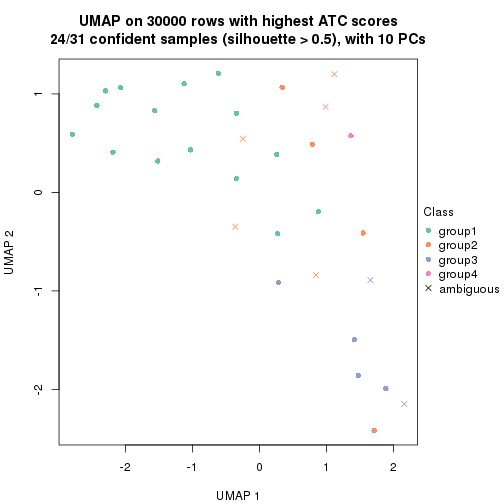 UMAP on 30000 rows with highest ATC scores
24/31 confident samples (silhouette > 0.5), with 10 PCs
1
0
-1
-2
UMAP 2
-2
-1
0
1
2
UMAP 1
Class
group1
group2
group3
group4
ambiguous